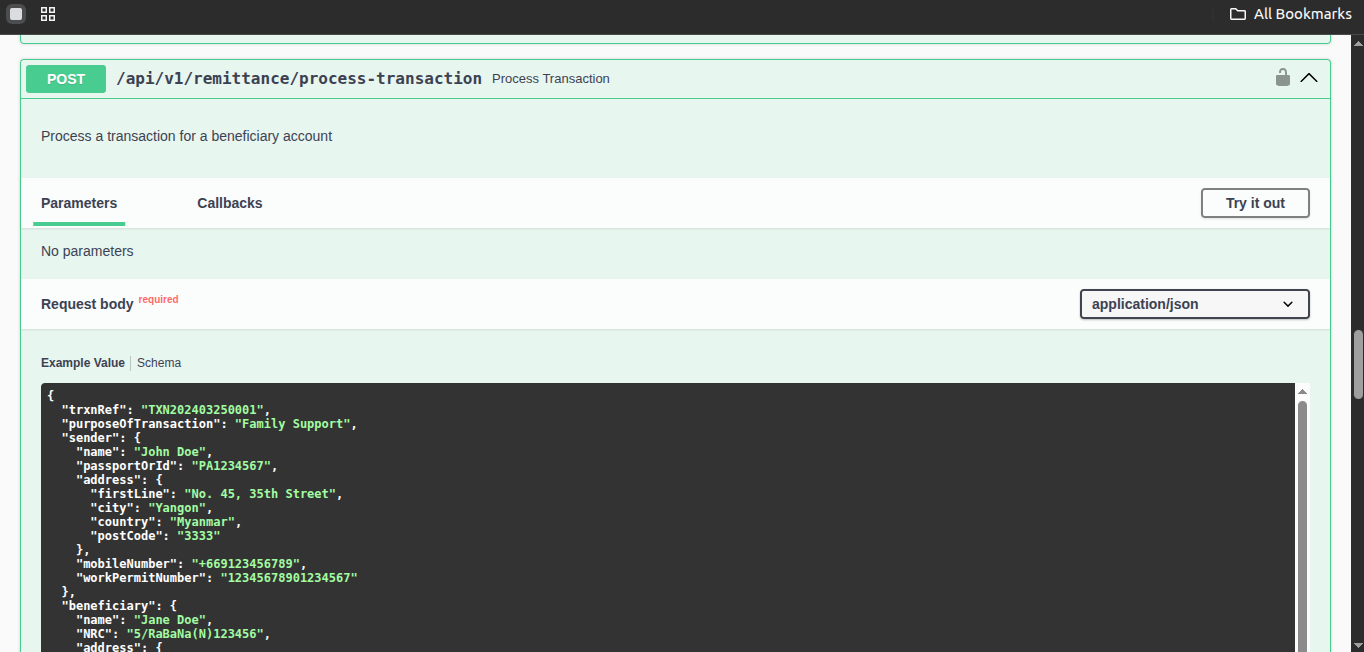 All Bookmarks
POST /api/v1/remittance/process-transaction Process Transaction
Process a transaction for a beneficiary account
Parameters Callbacks Try it out
No parameters
Request body required application/json
Example Value Schema
{
  "trxnRef": "TXN202403250001",
  "purposeOfTransaction": "Family Support",
  "sender": {
    "name": "John Doe",
    "passportOrId": "PA1234567",
    "address": {
      "firstLine": "No. 45, 35th Street",
      "city": "Yangon",
      "country": "Myanmar",
      "postCode": "3333"
    },
    "mobileNumber": "+669123456789",
    "workPermitNumber": "12345678901234567"
  },
  "beneficiary": {
    "name": "Jane Doe",
    "NRC": "5/RaBaNa(N)123456",
    "address": {